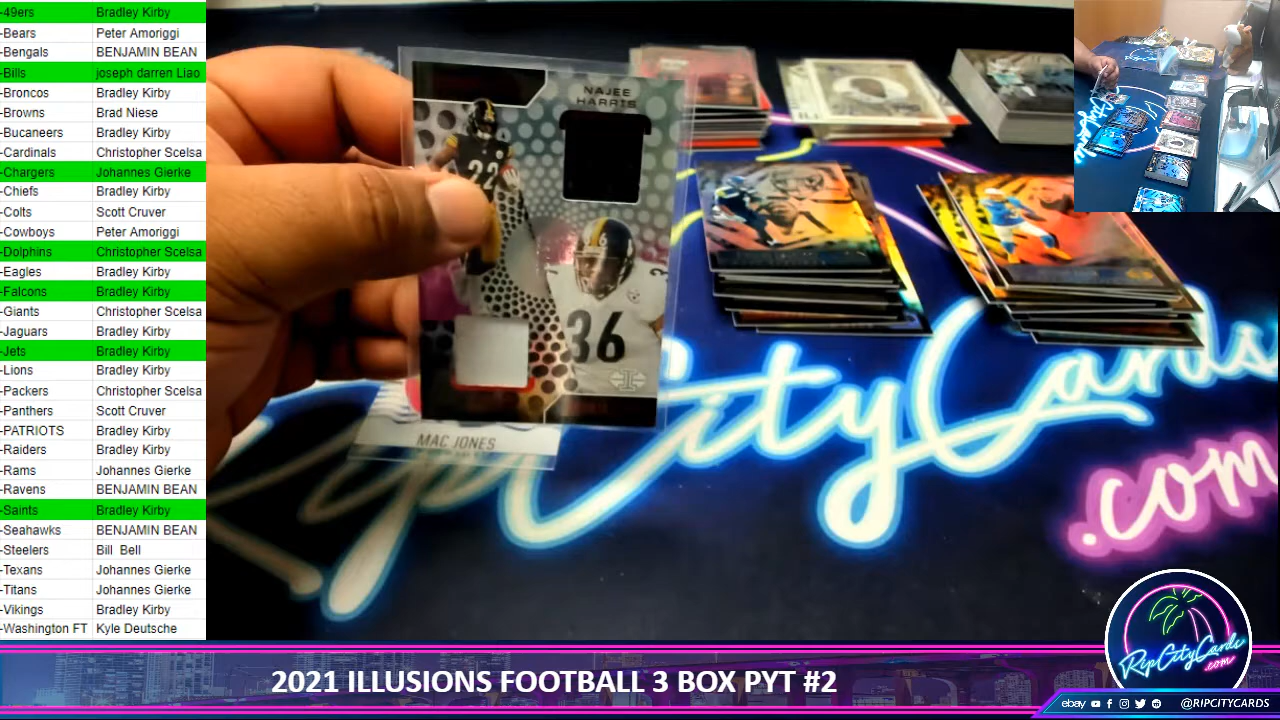 -49ers Bradley Kirby
-Bears Peter Amoriggi
-Bengals BENJAMIN BEAN
-Bills joseph darren Liao
-Broncos Bradley Kirby
-Browns Brad Niese
-Bucaneers Bradley Kirby
-Cardinals Christopher Scelsa
-Chargers Johannes Gierke
-Chiefs Bradley Kirby
-Colts Scott Cruver
-Cowboys Peter Amoriggi
-Dolphins Christopher Scelsa
-Eagles Bradley Kirby
-Falcons Bradley Kirby
-Giants Christopher Scelsa
-Jaguars Bradley Kirby
-Jets Bradley Kirby
-Lions Bradley Kirby
-Packers Christopher Scelsa
-Panthers Scott Cruver
-PATRIOTS Bradley Kirby
-Raiders Bradley Kirby
-Rams Johannes Gierke
-Ravens BENJAMIN BEAN
-Saints Bradley Kirby
-Seahawks BENJAMIN BEAN
-Steelers Bill Bell
-Texans Johannes Gierke
-Titans Johannes Gierke
-Vikings Bradley Kirby
-Washington FT Kyle Deutsche
NAJEE
HARRIS
22
36
MAC JONES
CityCards
.com
2021 ILLUSIONS FOOTBALL 3 BOX PYT #2
RipCityCards
.com
ebay @RIPCITYCARDS